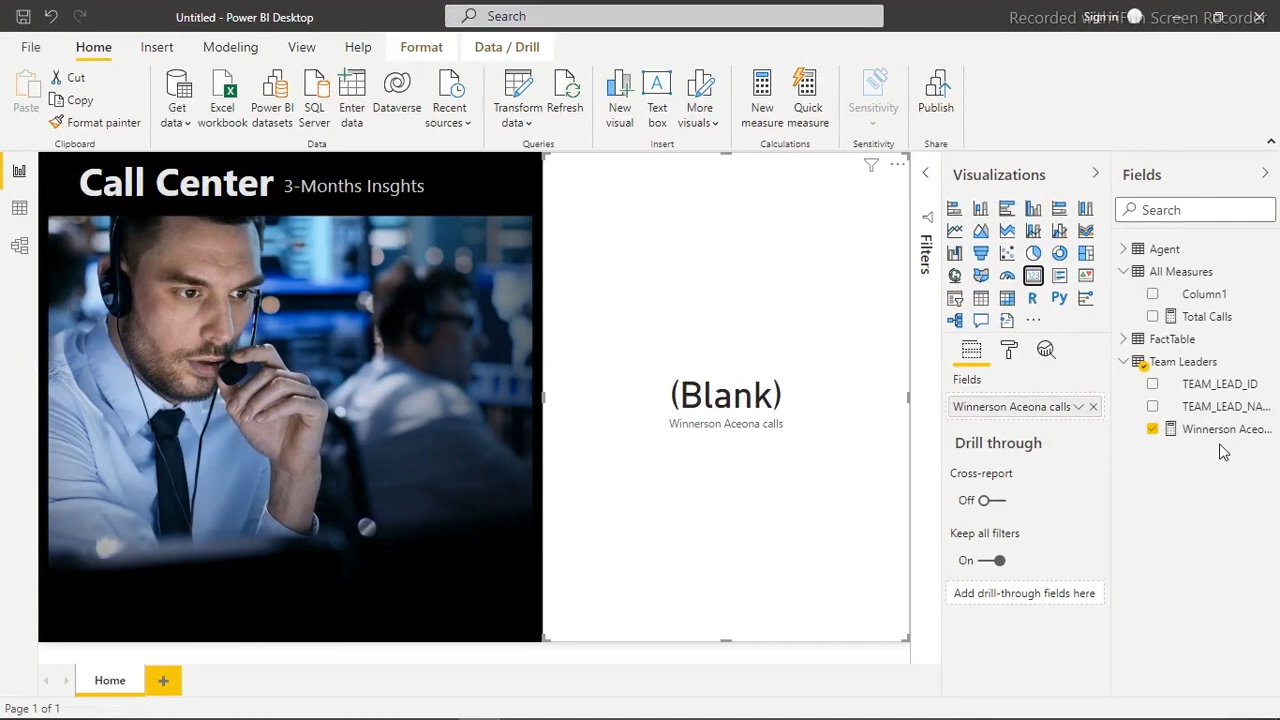 Untitled - Power BI Desktop
Search
Recorded with iFun Screen Recorder
Sign in
File
Home
Insert
Modeling
View
Help
Format
Data / Drill
Paste
Cut
Copy
Format painter
Clipboard
Get data
Excel workbook
Power BI datasets
SQL Server
Enter data
Dataverse
Recent sources
Data
Transform data
Refresh
Queries
New visual
Text box
More visuals
Insert
New measure
Quick measure
Calculations
Sensitivity
Sensitivity
Publish
Share
Call Center 3-Months Insghts
(Blank)
Winnerson Aceona calls
Filters
Visualizations
R
Py
Fields
Winnerson Aceona calls
Drill through
Cross-report
Off
Keep all filters
On
Add drill-through fields here
Fields
Search
Agent
All Measures
Column1
Total Calls
FactTable
Team Leaders
TEAM_LEAD_ID
TEAM_LEAD_NA...
Winnerson Aceo...
Home
Page 1 of 1